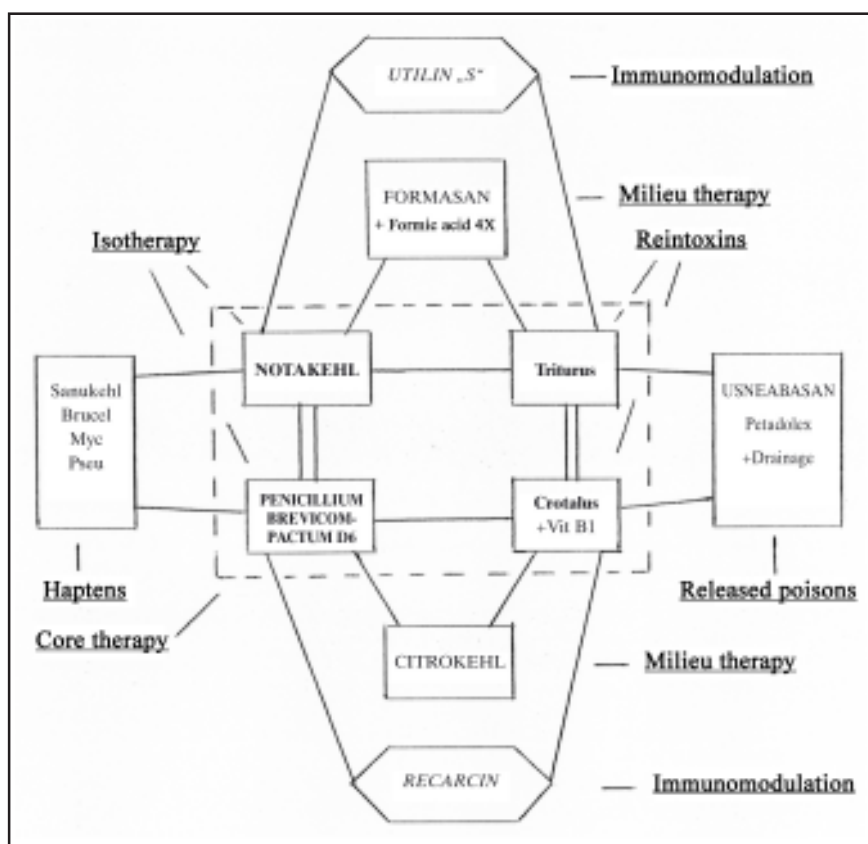 UTILIN „S“
Immunomodulation
FORMASAN
+ Formic acid 4X
Milieu therapy
Isotherapy
Reintoxins
NOTAKEHL
Triturus
Sanukehl
Brucel
Myc
Pseu
USNEABASAN
Petadolex
+Drainage
PENICILLIUM
BREVICOM-
PACTUM D6
Crotalus
+Vit B1
Haptens
Released poisons
Core therapy
CITROKEHL
Milieu therapy
RECARCIN
Immunomodulation